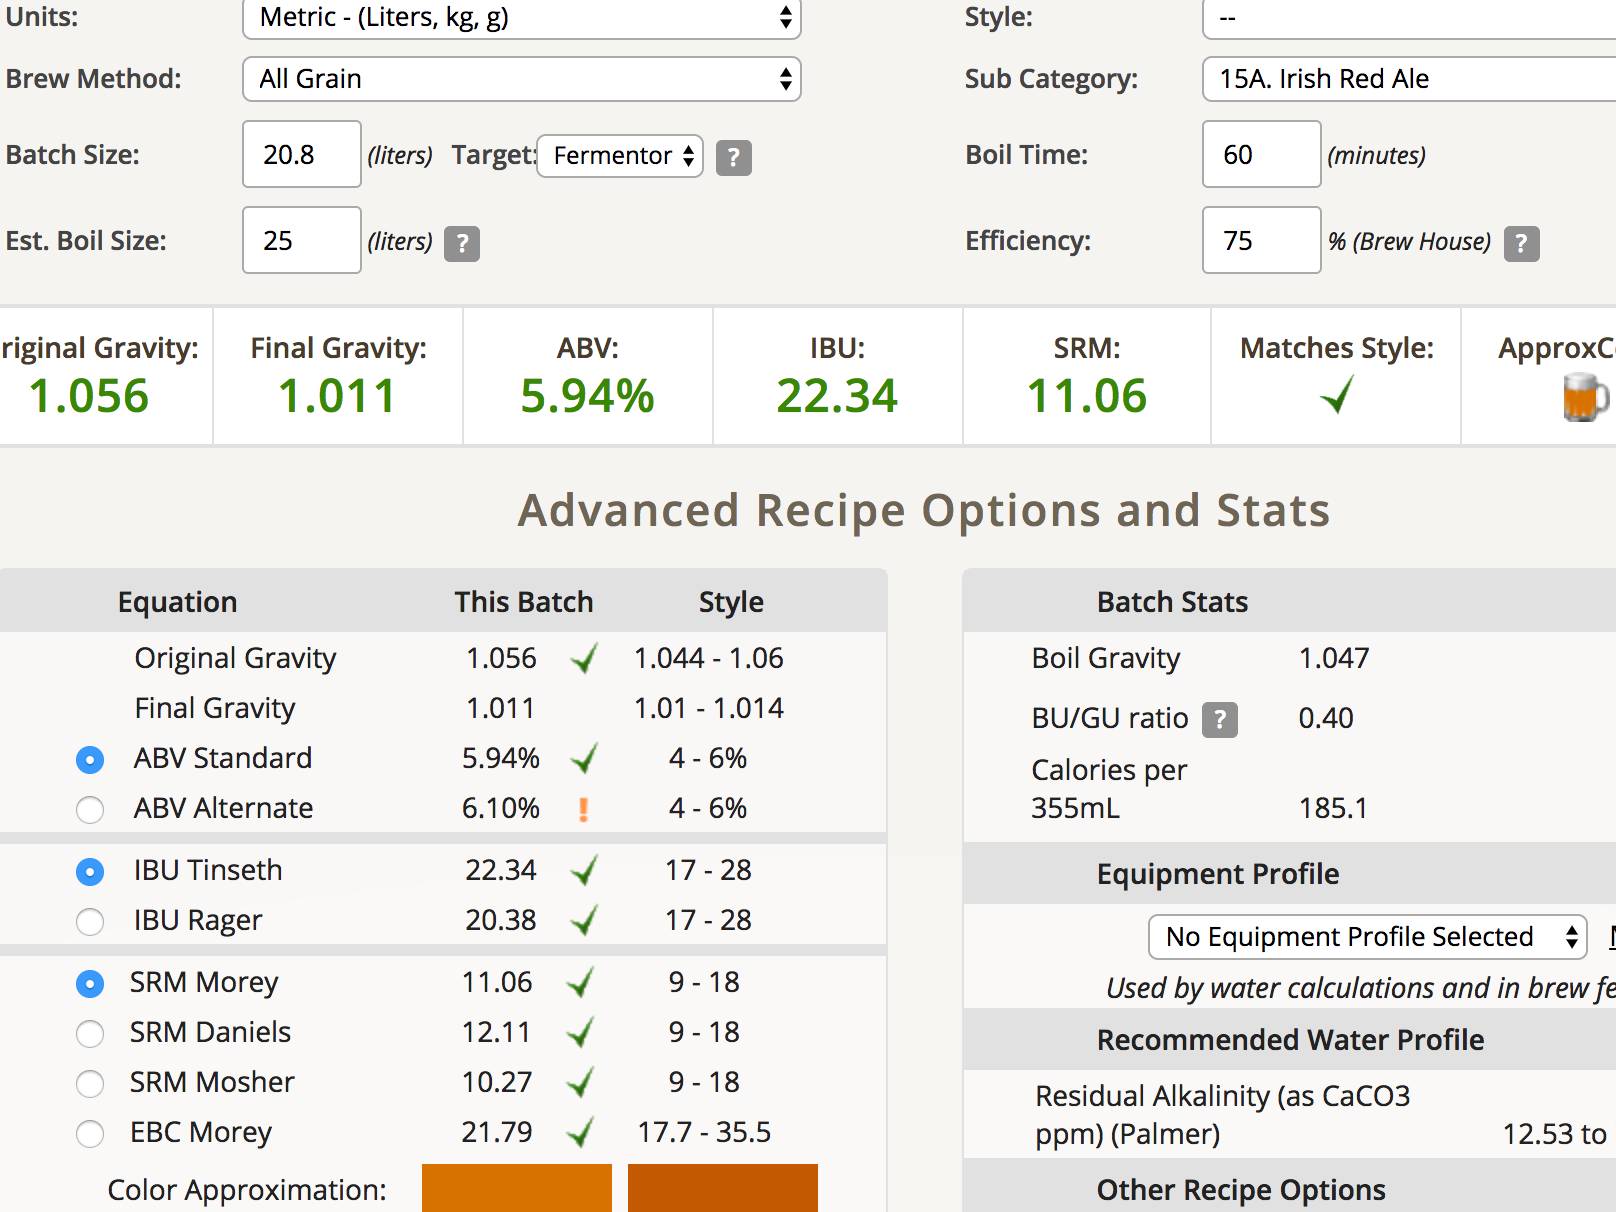 Units: Metric - (Liters, kg, g) Style: --
Brew Method: All Grain Sub Category: 15A. Irish Red Ale
Batch Size: 20.8 (liters) Target: Fermentor ? Boil Time: 60 (minutes)
Est. Boil Size: 25 (liters) ? Efficiency: 75 % (Brew House) ?
riginal Gravity: Final Gravity: ABV: IBU: SRM: Matches Style: ApproxC
1.056 1.011 5.94% 22.34 11.06
Advanced Recipe Options and Stats
Equation This Batch Style
Original Gravity 1.056 1.044 - 1.06
Final Gravity 1.011 1.01 - 1.014
ABV Standard 5.94% 4 - 6%
ABV Alternate 6.10% ! 4 - 6%
IBU Tinseth 22.34 17 - 28
IBU Rager 20.38 17 - 28
SRM Morey 11.06 9 - 18
SRM Daniels 12.11 9 - 18
SRM Mosher 10.27 9 - 18
EBC Morey 21.79 17.7 - 35.5
Color Approximation:
Batch Stats
Boil Gravity 1.047
BU/GU ratio ? 0.40
Calories per
355mL 185.1
Equipment Profile
No Equipment Profile Selected
Used by water calculations and in brew fe
Recommended Water Profile
Residual Alkalinity (as CaCO3
ppm) (Palmer) 12.53 to
Other Recipe Options